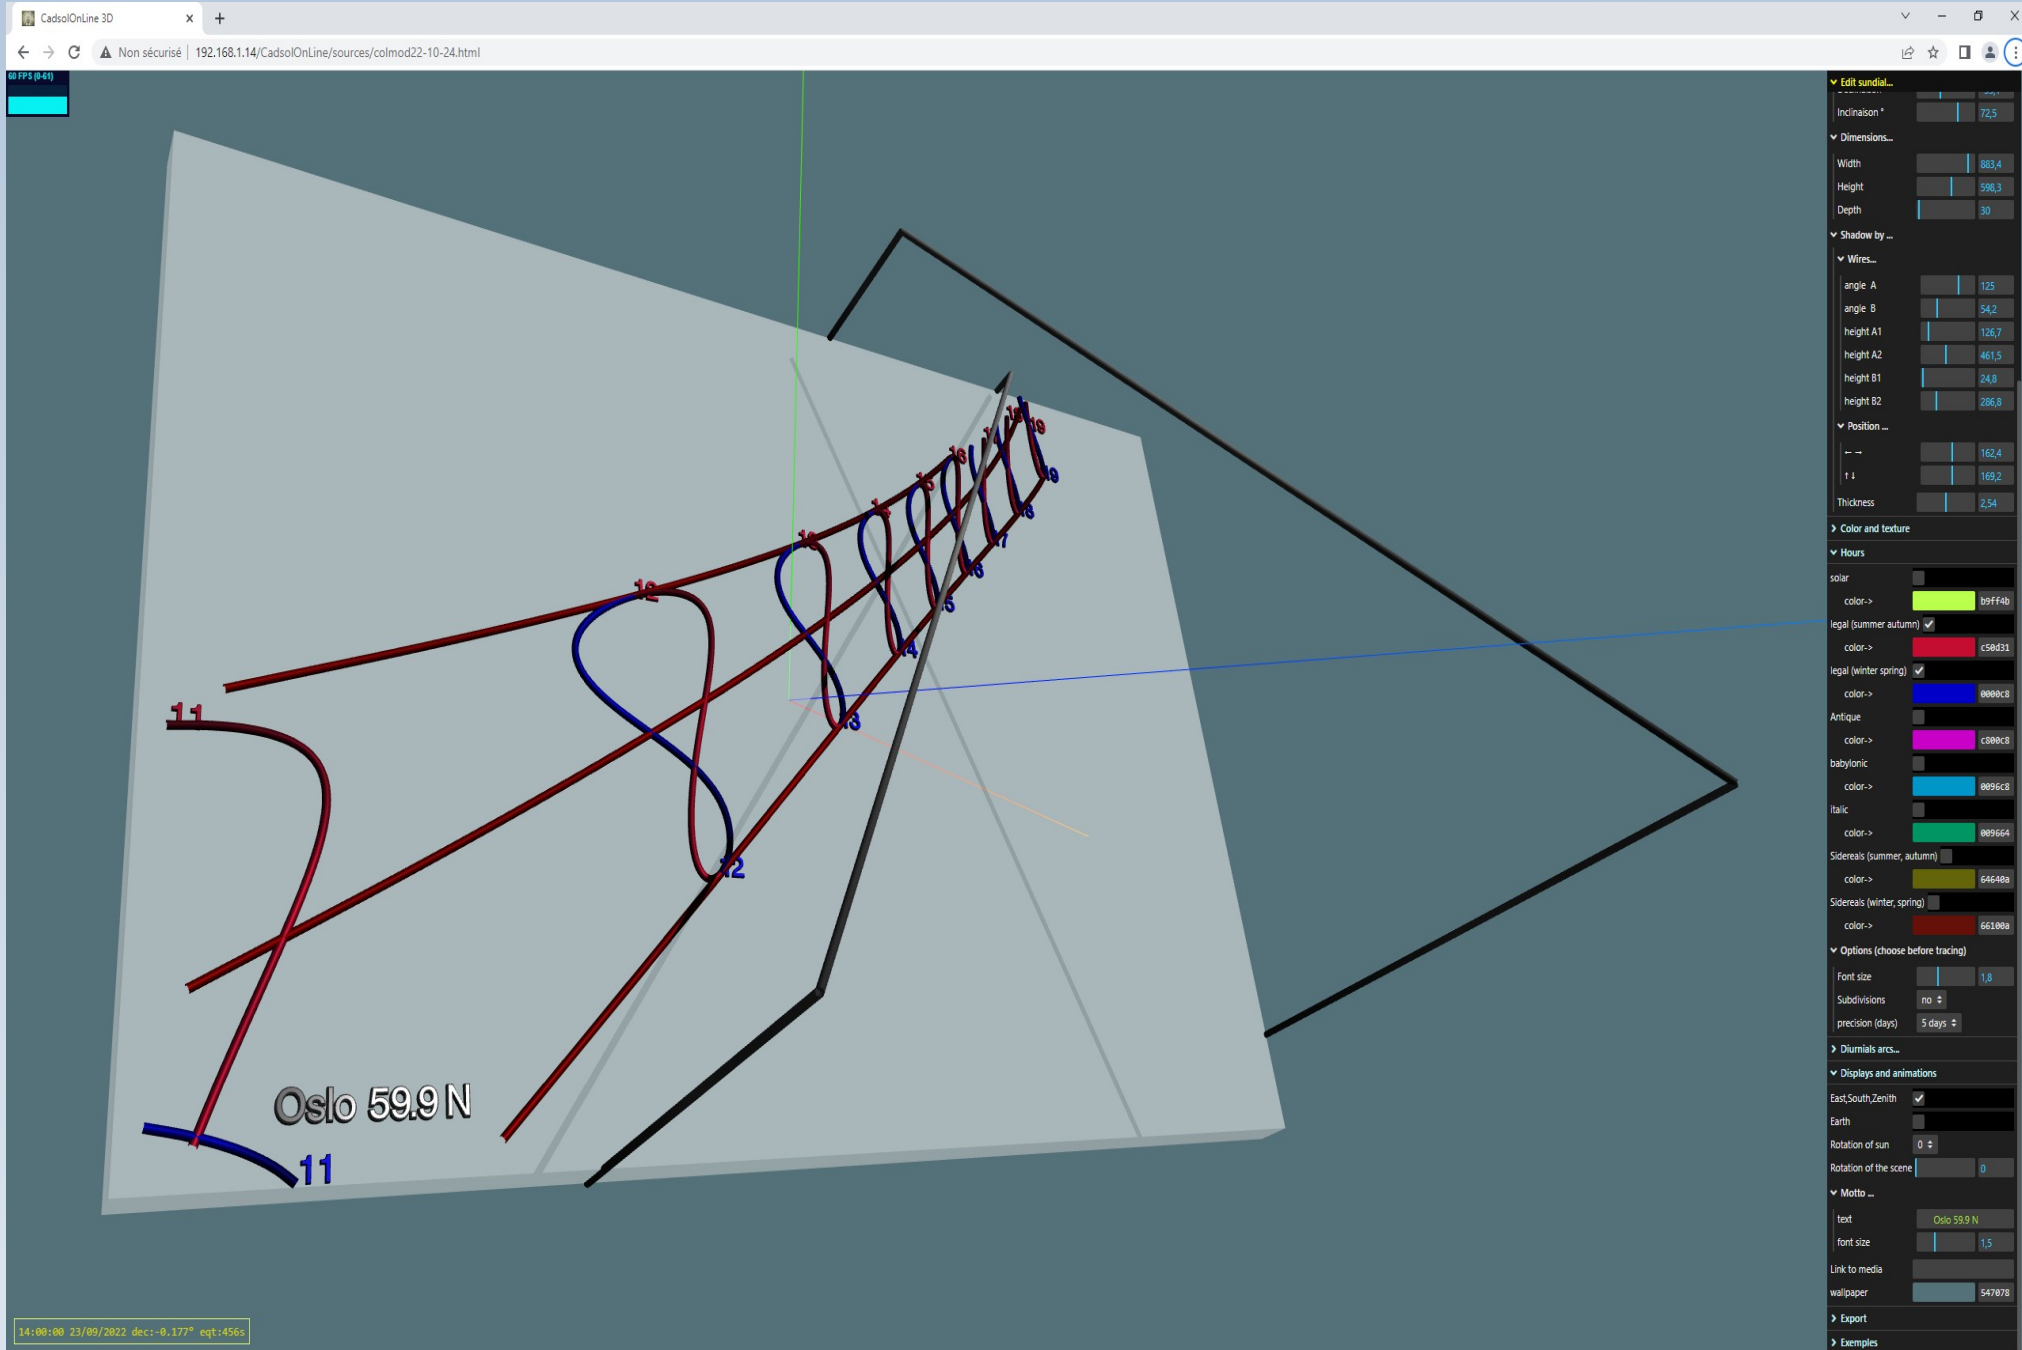 CadsolOnLine 3D
Non sécurisé | 192.168.1.14/CadsolOnLine/sources/colmod22-10-24.html
60 FPS (0-61)
Edit sundial...
Inclinaison ° 72,5
Dimensions...
Width 883,4
Height 598,3
Depth 30
Shadow by ...
Wires...
angle A 125
angle B 54,2
height A1 126,7
height A2 461,5
height B1 24,8
height B2 286,8
Position ...
←→ 162,4
↑↓ 169,2
Thickness 2,54
Color and texture
Hours
solar
color-> b9ff4b
legal (summer autumn)
color-> c50d31
legal (winter spring)
color-> 0000c8
Antique
color-> c800c8
babylonic
color-> 0096c8
italic
color-> 009664
Sidereals (summer, autumn)
color-> 64640a
Sidereals (winter, spring)
color-> 66100a
Options (choose before tracing)
Font size 1,8
Subdivisions no
precision (days) 5 days
Diurnials arcs...
Displays and animations
East,South,Zenith
Earth
Rotation of sun 0
Rotation of the scene 0
Motto ...
text Oslo 59.9 N
font size 1,5
Link to media
wallpaper 547078
Export
Exemples
11
12
13
14
16
19
19
18
17
16
15
14
13
12
11
Oslo 59.9 N
14:00:00 23/09/2022 dec:-0.177° eqt:456s